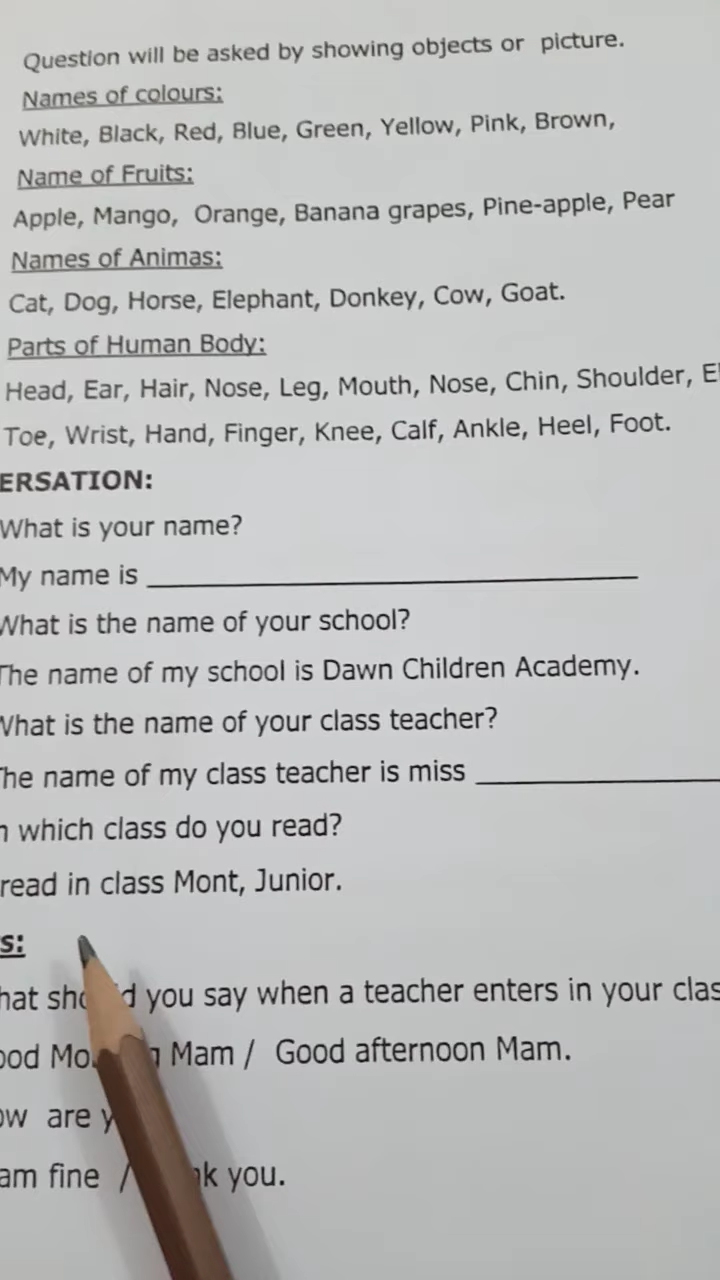 Question will be asked by showing objects or picture.
Names of colours:
White, Black, Red, Blue, Green, Yellow, Pink, Brown,
Name of Fruits:
Apple, Mango, Orange, Banana grapes, Pine-apple, Pear
Names of Animas:
Cat, Dog, Horse, Elephant, Donkey, Cow, Goat.
Parts of Human Body:
Head, Ear, Hair, Nose, Leg, Mouth, Nose, Chin, Shoulder,
Toe, Wrist, Hand, Finger, Knee, Calf, Ankle, Heel, Foot.
ERSATION:
What is your name?
My name is
What is the name of your school?
The name of my school is Dawn Children Academy.
What is the name of your class teacher?
The name of my class teacher is miss
which class do you read?
read in class Mont, Junior.
s:
you say when a teacher enters in your
Mam / Good afternoon Mam.
are
am fine / you.